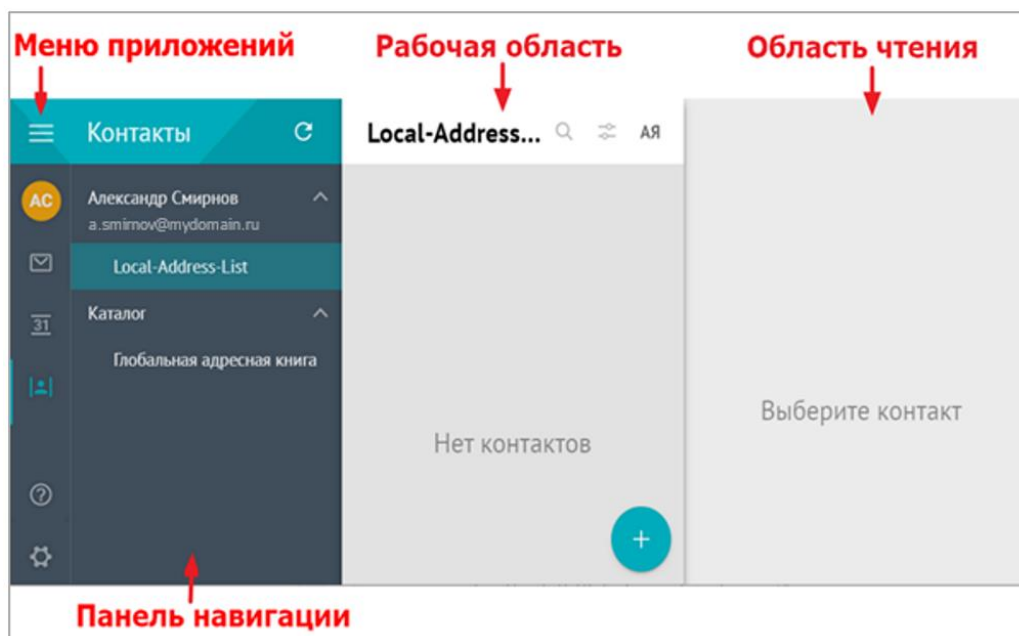 Меню приложений
Рабочая область
Область чтения
Контакты
Local-Address...
АЯ
АС
Александр Смирнов
a.smirnov@mydomain.ru
Local-Address-List
31
Каталог
Глобальная адресная книга
Нет контактов
Выберите контакт
Панель навигации